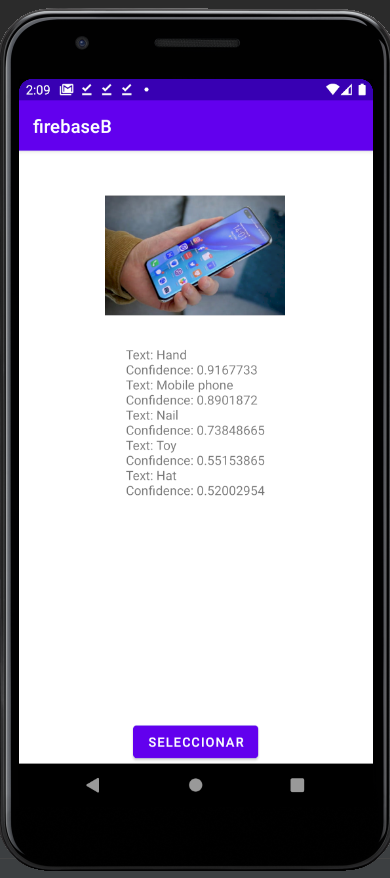 2:09
firebaseB
Text: Hand
Confidence: 0.9167733
Text: Mobile phone
Confidence: 0.8901872
Text: Nail
Confidence: 0.73848665
Text: Toy
Confidence: 0.55153865
Text: Hat
Confidence: 0.52002954
SELECCIONAR